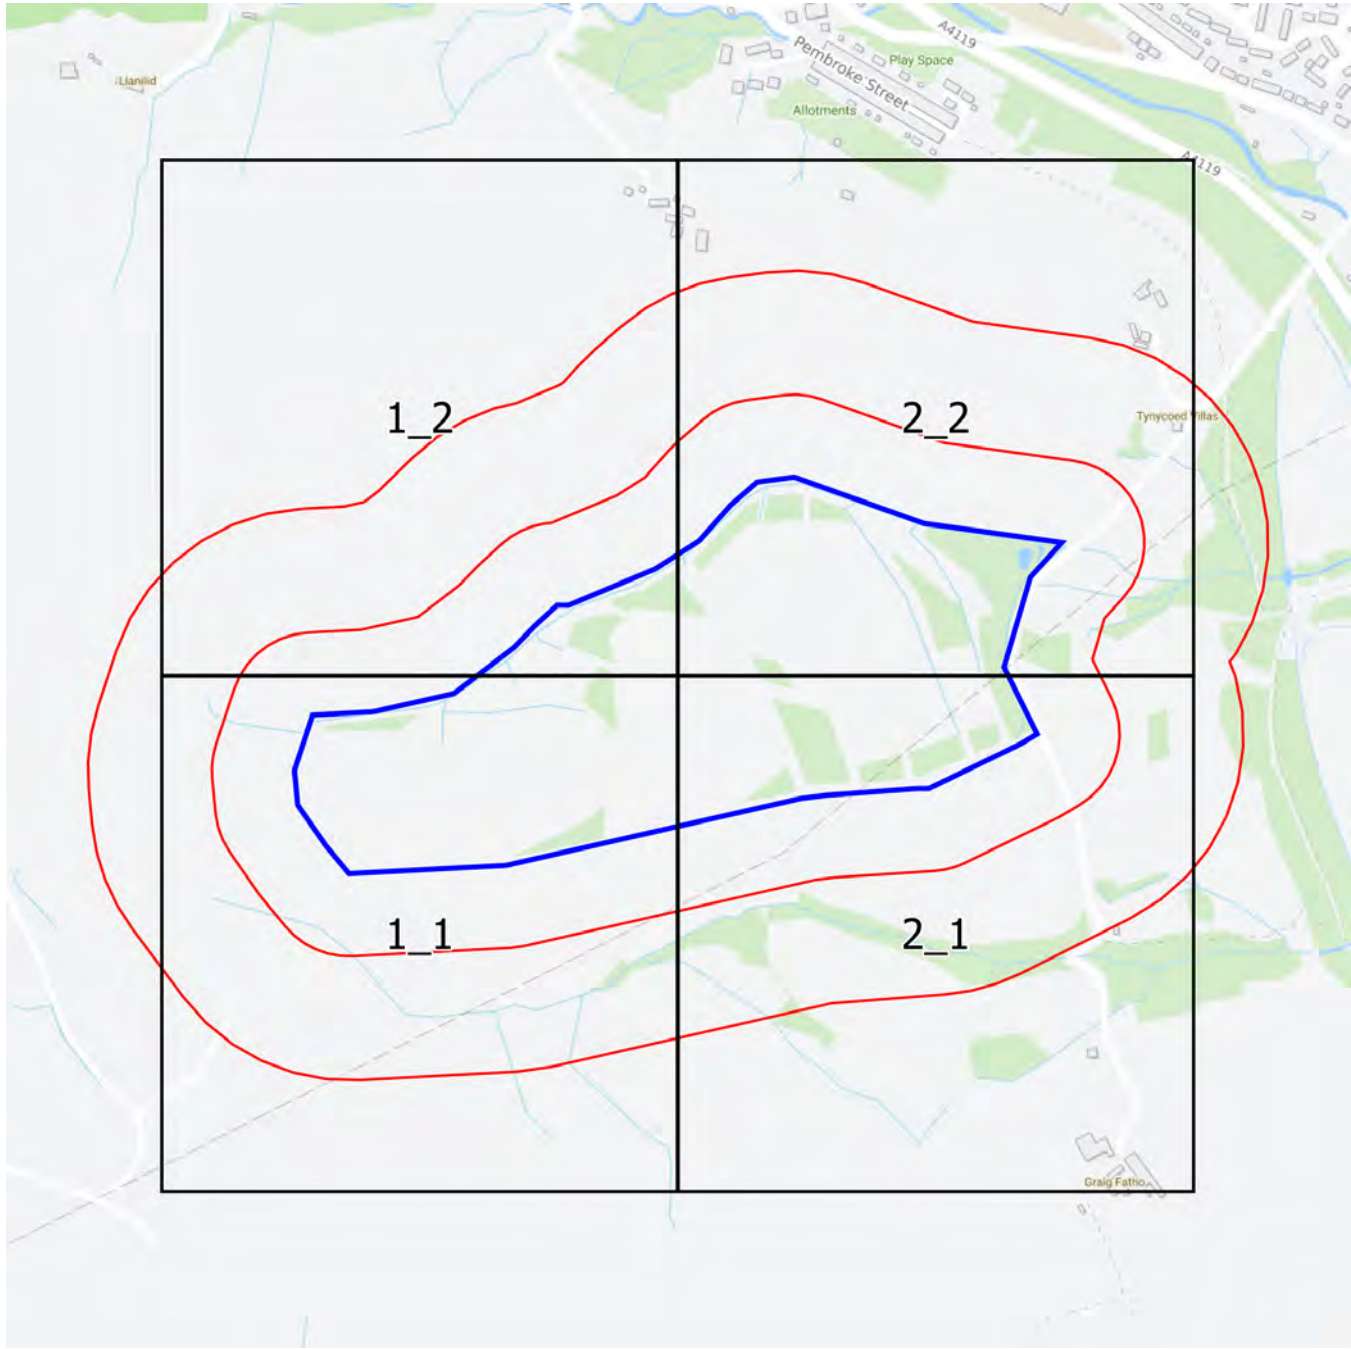 A4119
Pembroke Street
Play Space
Llanilid
Allotments
A4119
1_2
2_2
Tynycoed Villas
1_1
2_1
Graig Fatho...